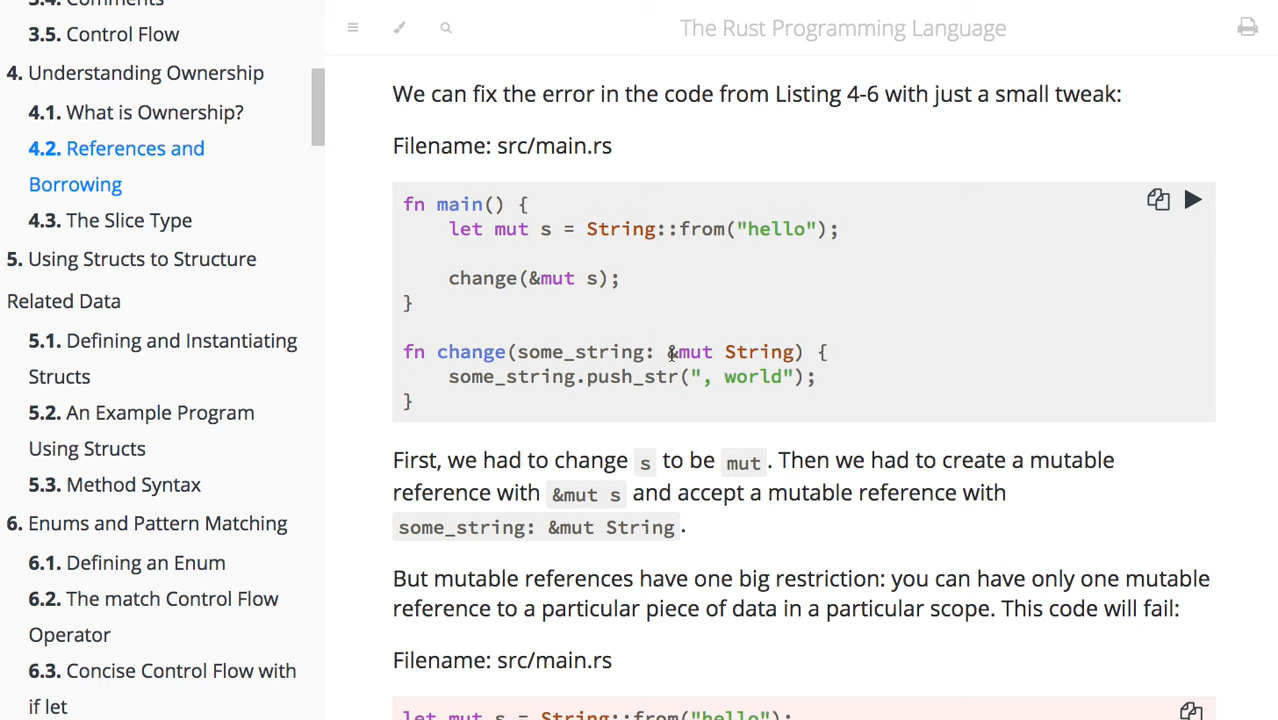 3.4. Comments
3.5. Control Flow
4. Understanding Ownership
4.1. What is Ownership?
4.2. References and
Borrowing
4.3. The Slice Type
5. Using Structs to Structure
Related Data
5.1. Defining and Instantiating
Structs
5.2. An Example Program
Using Structs
5.3. Method Syntax
6. Enums and Pattern Matching
6.1. Defining an Enum
6.2. The match Control Flow
Operator
6.3. Concise Control Flow with
if let
The Rust Programming Language
We can fix the error in the code from Listing 4-6 with just a small tweak:
Filename: src/main.rs
fn main() {
    let mut s = String::from("hello");
    change(&mut s);
}
fn change(some_string: &mut String) {
    some_string.push_str(", world");
}
First, we had to change s to be mut. Then we had to create a mutable
reference with &mut s and accept a mutable reference with
some_string: &mut String.
But mutable references have one big restriction: you can have only one mutable
reference to a particular piece of data in a particular scope. This code will fail:
Filename: src/main.rs
let mut s = String::from("hello");